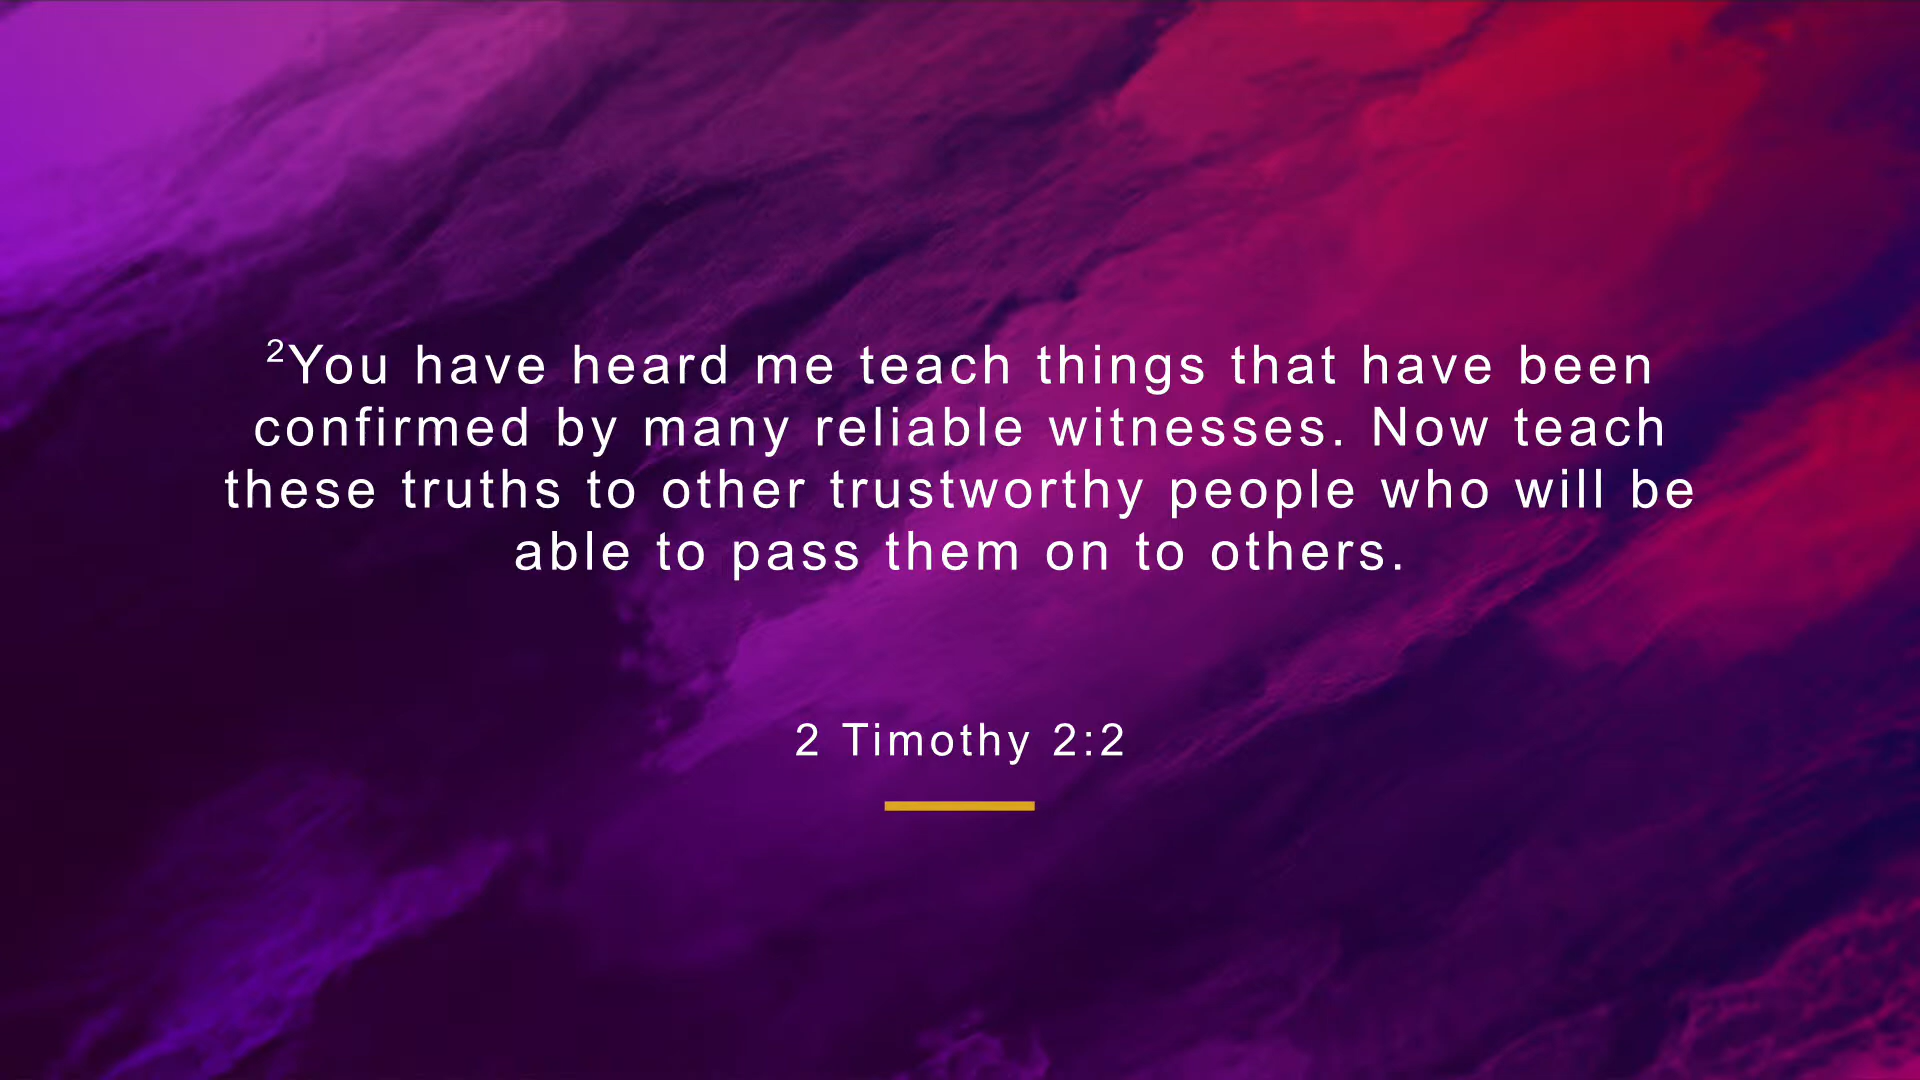 ²You have heard me teach things that have been
confirmed by many reliable witnesses. Now teach
these truths to other trustworthy people who will be
able to pass them on to others.
2 Timothy 2:2